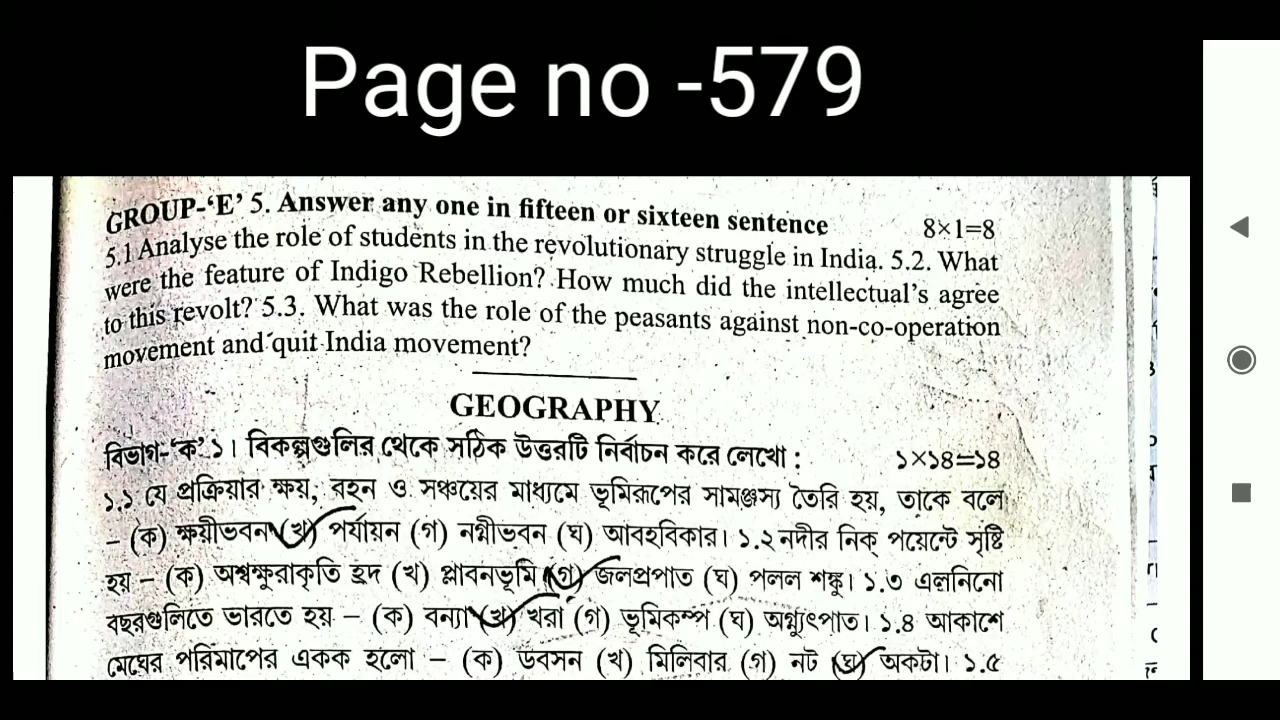 Page no -579
GROUP-‘E’ 5. Answer any one in fifteen or sixteen sentence 8×1=8
5.1 Analyse the role of students in the revolutionary struggle in India. 5.2. What
were the feature of Indigo Rebellion? How much did the intellectual’s agree
to this revolt? 5.3. What was the role of the peasants against non-co-operation
movement and quit India movement?
GEOGRAPHY
বিভাগ-‘ক’ ১। বিকল্পগুলির থেকে সঠিক উত্তরটি নির্বাচন করে লেখো : ১×১৪=১৪
১.১ যে প্রক্রিয়ার ক্ষয়, বহন ও সঞ্চয়ের মাধ্যমে ভূমিরূপের সামঞ্জস্য তৈরি হয়, তাকে বলে
– (ক) ক্ষয়ীভবন (খ) পর্যায়ন (গ) নগ্নীভবন (ঘ) আবহবিকার। ১.২ নদীর নিক্ পয়েন্টে সৃষ্টি
হয় – (ক) অশ্বক্ষুরাকৃতি হ্রদ (খ) প্লাবনভূমি (গ) জলপ্রপাত (ঘ) পলল শঙ্কু। ১.৩ এলনিনো
বছরগুলিতে ভারতে হয় – (ক) বন্যা (খ) খরা (গ) ভূমিকম্প (ঘ) অগ্ন্যুৎপাত। ১.৪ আকাশে
মেঘের পরিমাপের একক হলো – (ক) ডবসন (খ) মিলিবার (গ) নট (ঘ) অকটা। ১.৫